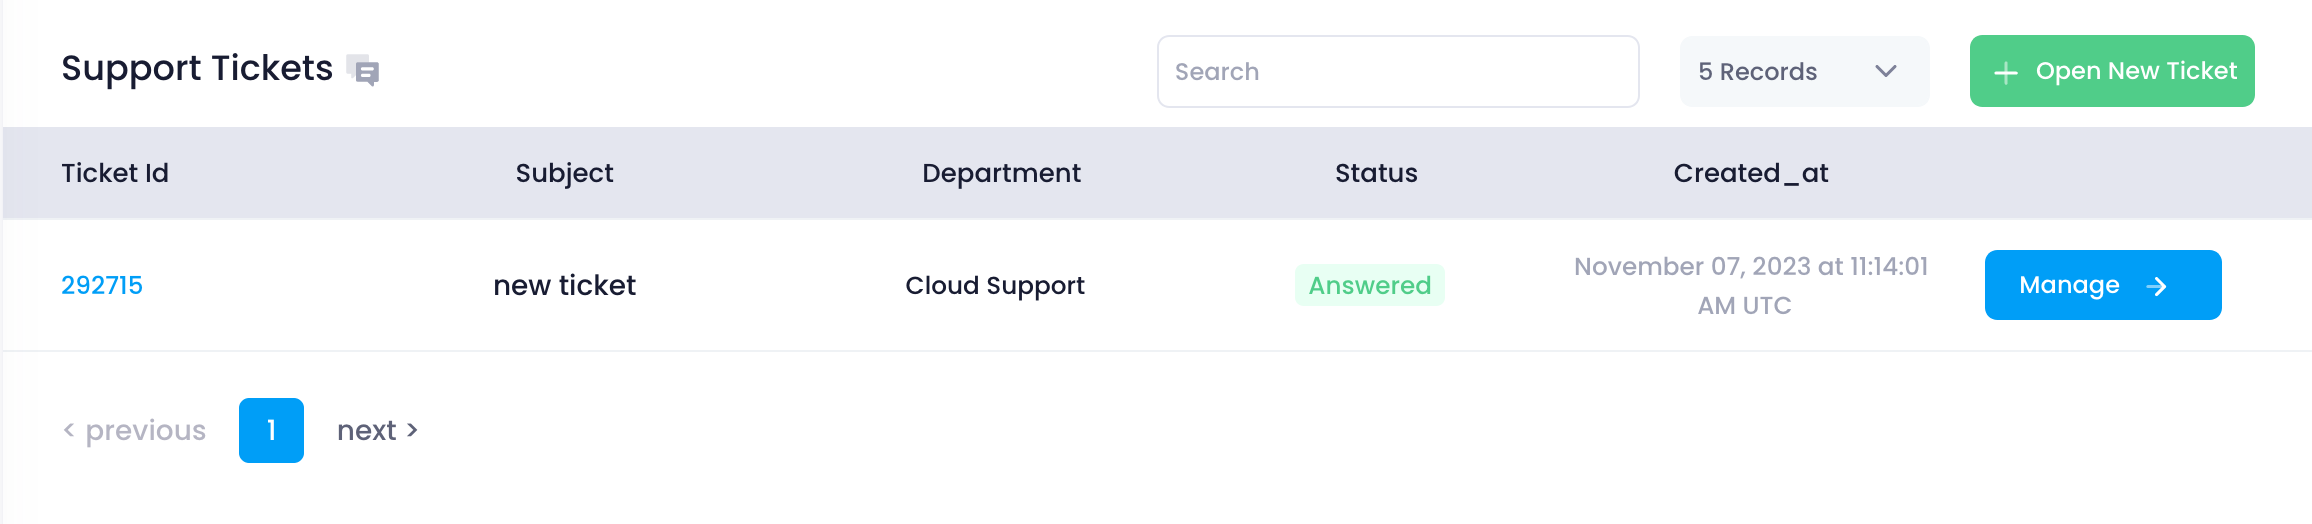 Support Tickets
Search
5 Records
Open New Ticket
Ticket Id Subject Department Status Created_at
292715 new ticket Cloud Support Answered November 07, 2023 at 11:14:01
AM UTC
Manage →
< previous 1 next >